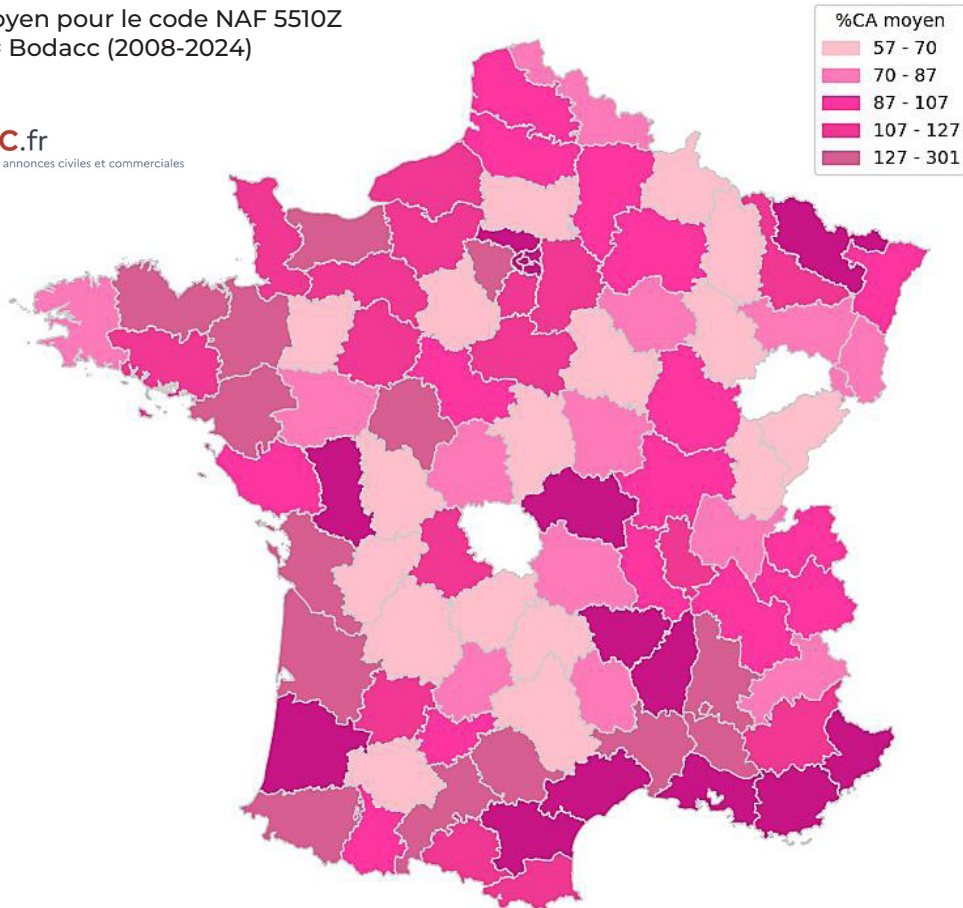 oyen pour le code NAF 5510Z
Bodacc (2008-2024)
C.fr
annonces civiles et commerciales
%CA moyen
57 - 70
70 - 87
87 - 107
107 - 127
127 - 301